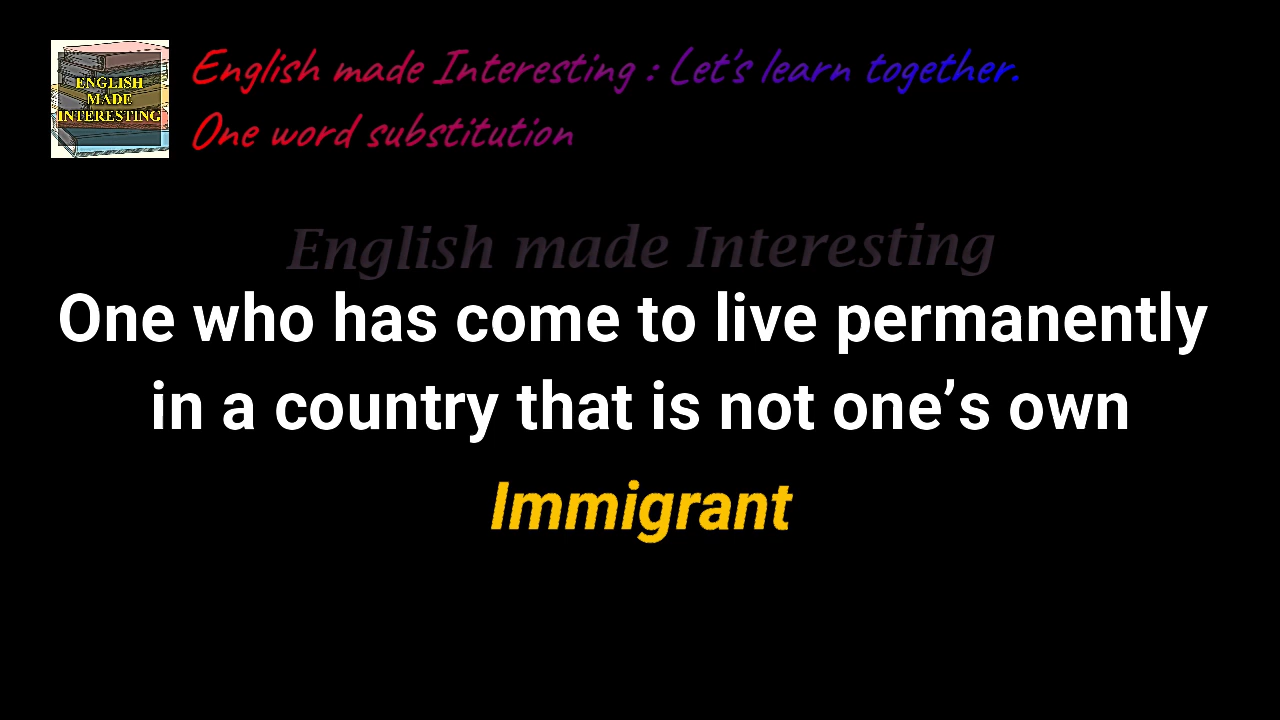 ENGLISH
MADE
INTERESTING
English made Interesting : Let's learn together.
One word substitution
English made Interesting
One who has come to live permanently
in a country that is not one’s own
Immigrant